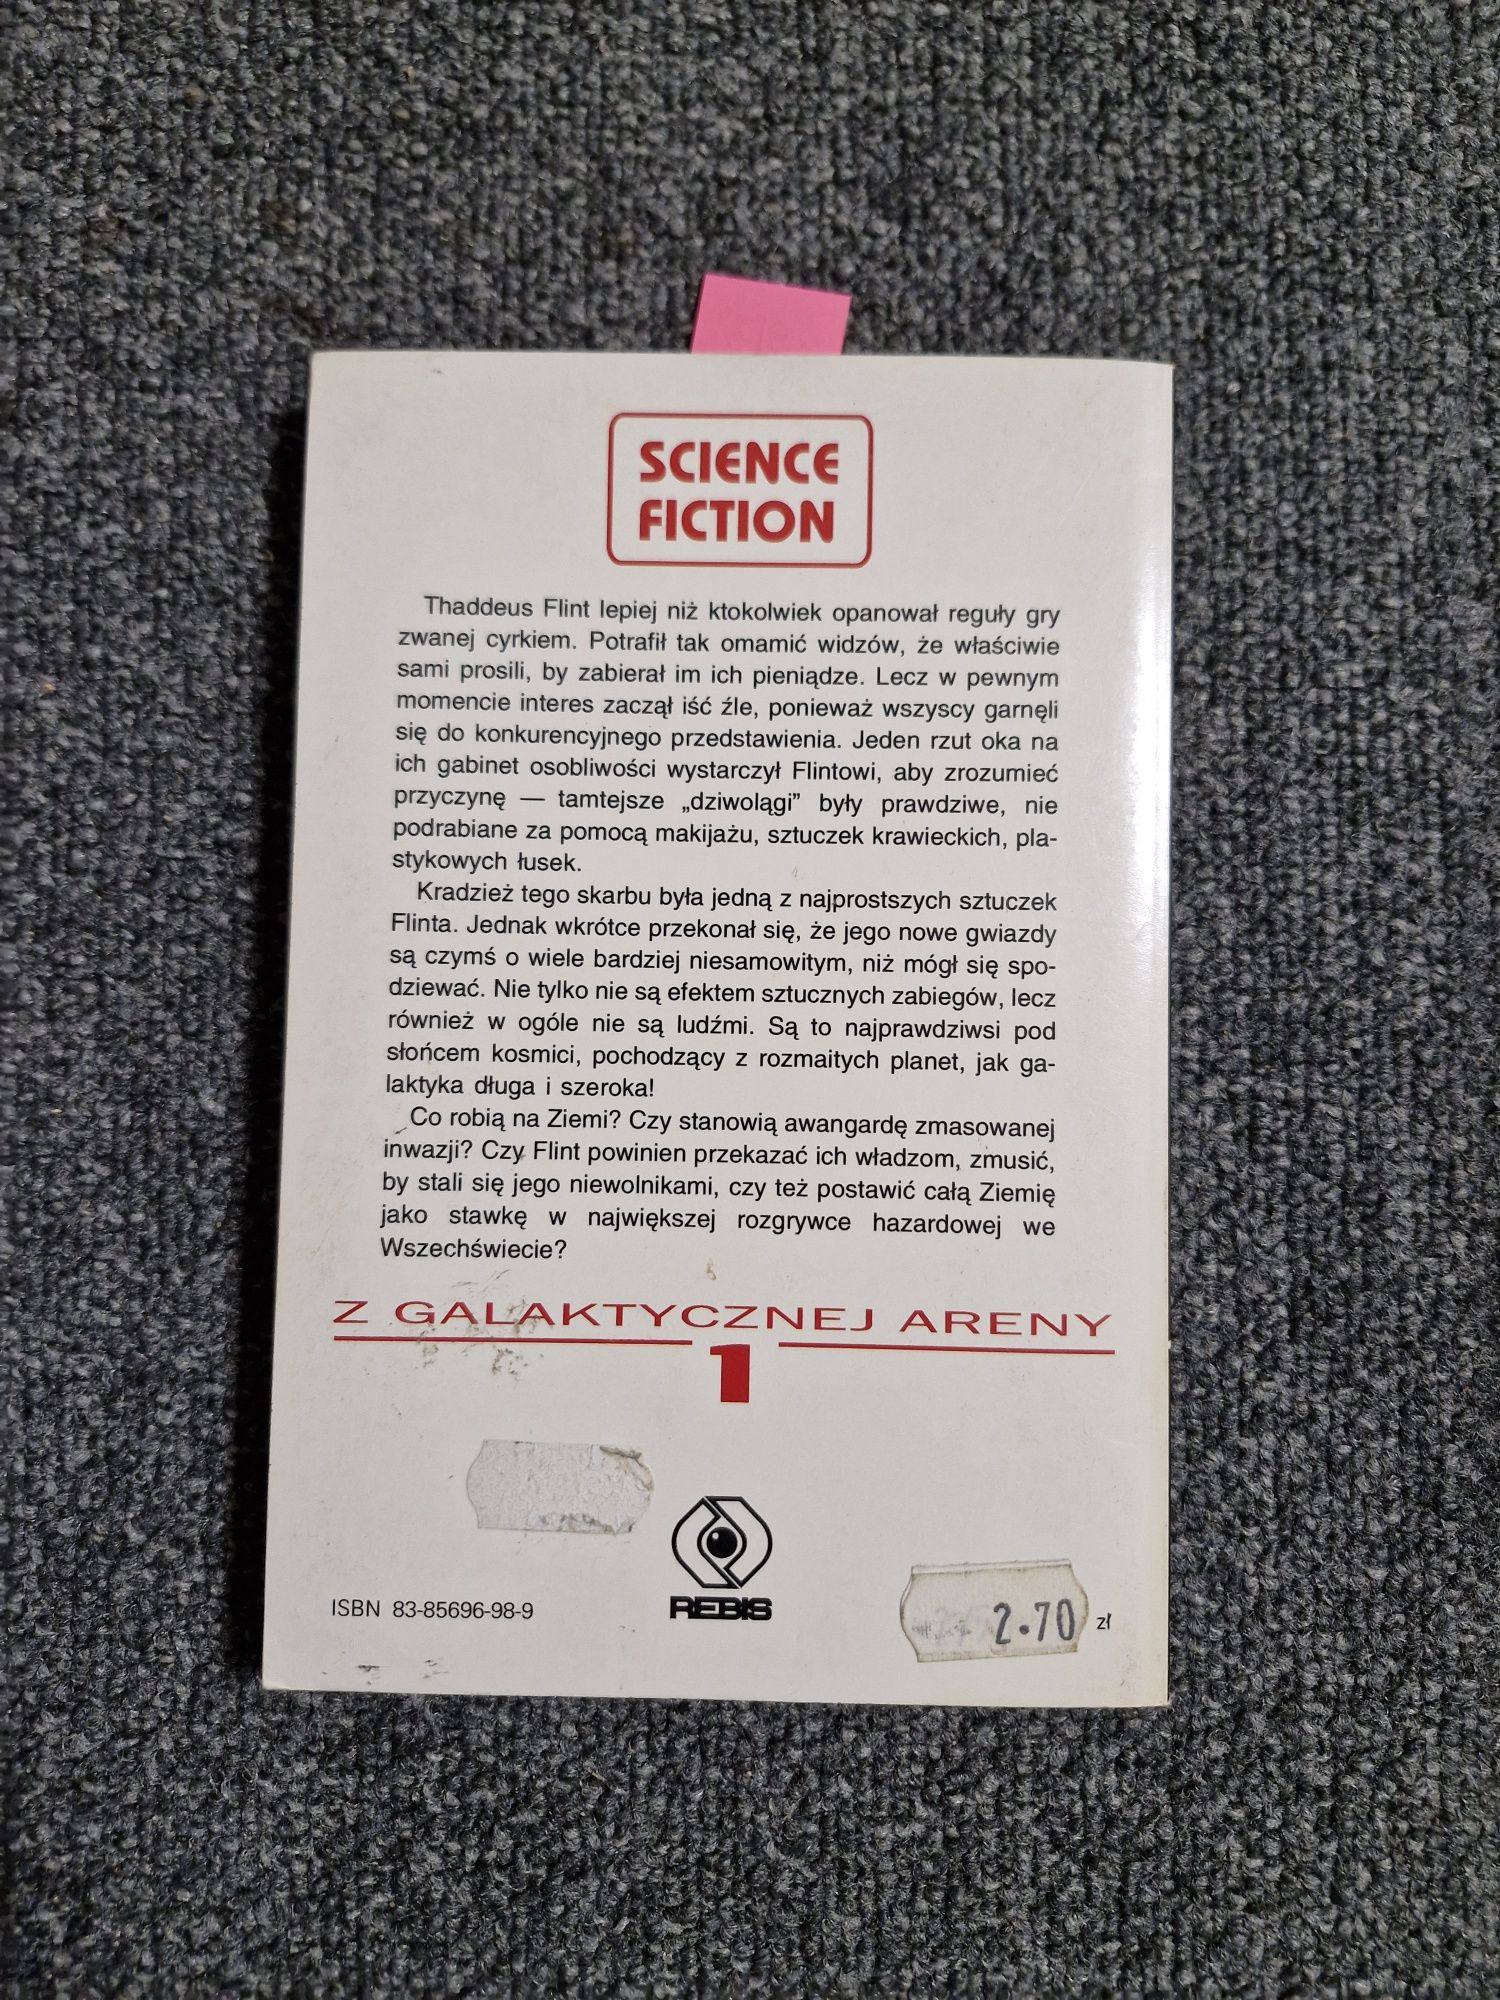 SCIENCE
FICTION
Thaddeus Flint lepiej niż ktokolwiek opanował reguły gry
zwanej cyrkiem. Potrafił tak omamić widzów, że właściwie
sami prosili, by zabierał im ich pieniądze. Lecz w pewnym
momencie interes zaczął iść źle, ponieważ wszyscy garnęli
się do konkurencyjnego przedstawienia. Jeden rzut oka na
ich gabinet osobliwości wystarczył Flintowi, aby zrozumieć
przyczynę — tamtejsze „dziwolągi” były prawdziwe, nie
podrabiane za pomocą makijażu, sztuczek krawieckich, pla-
stykowych łusek.
Kradzież tego skarbu była jedną z najprostszych sztuczek
Flinta. Jednak wkrótce przekonał się, że jego nowe gwiazdy
są czymś o wiele bardziej niesamowitym, niż mógł się spo-
dziewać. Nie tylko nie są efektem sztucznych zabiegów, lecz
również w ogóle nie są ludźmi. Są to najprawdziwsi pod
słońcem kosmici, pochodzący z rozmaitych planet, jak ga-
laktyka długa i szeroka!
Co robią na Ziemi? Czy stanowią awangardę zmasowanej
inwazji? Czy Flint powinien przekazać ich władzom, zmusić,
by stali się jego niewolnikami, czy też postawić całą Ziemię
jako stawkę w największej rozgrywce hazardowej we
Wszechświecie?
Z GALAKTYCZNEJ ARENY
1
REBIS
ISBN 83-85696-98-9
2.70 zł